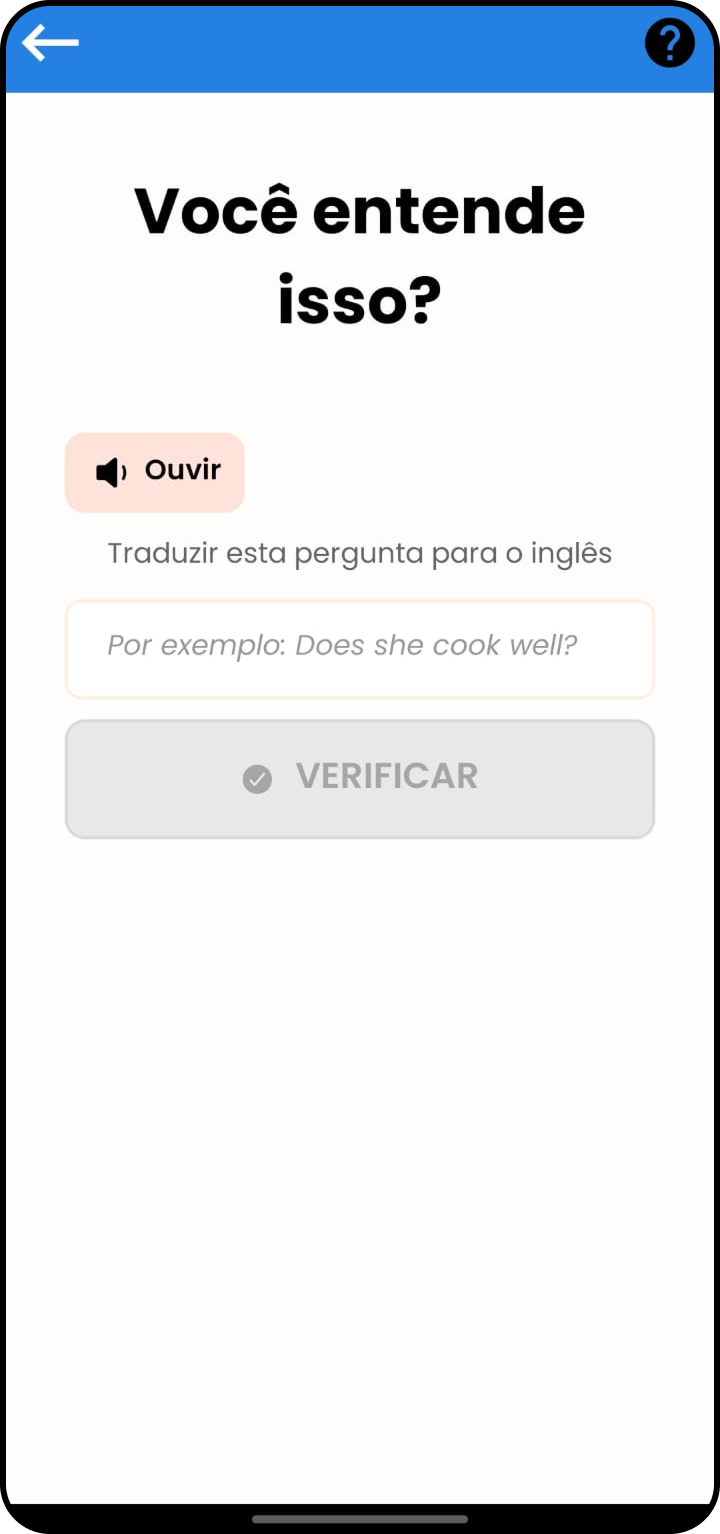 Você entende
isso?
Ouvir
Traduzir esta pergunta para o inglês
Por exemplo: Does she cook well?
VERIFICAR